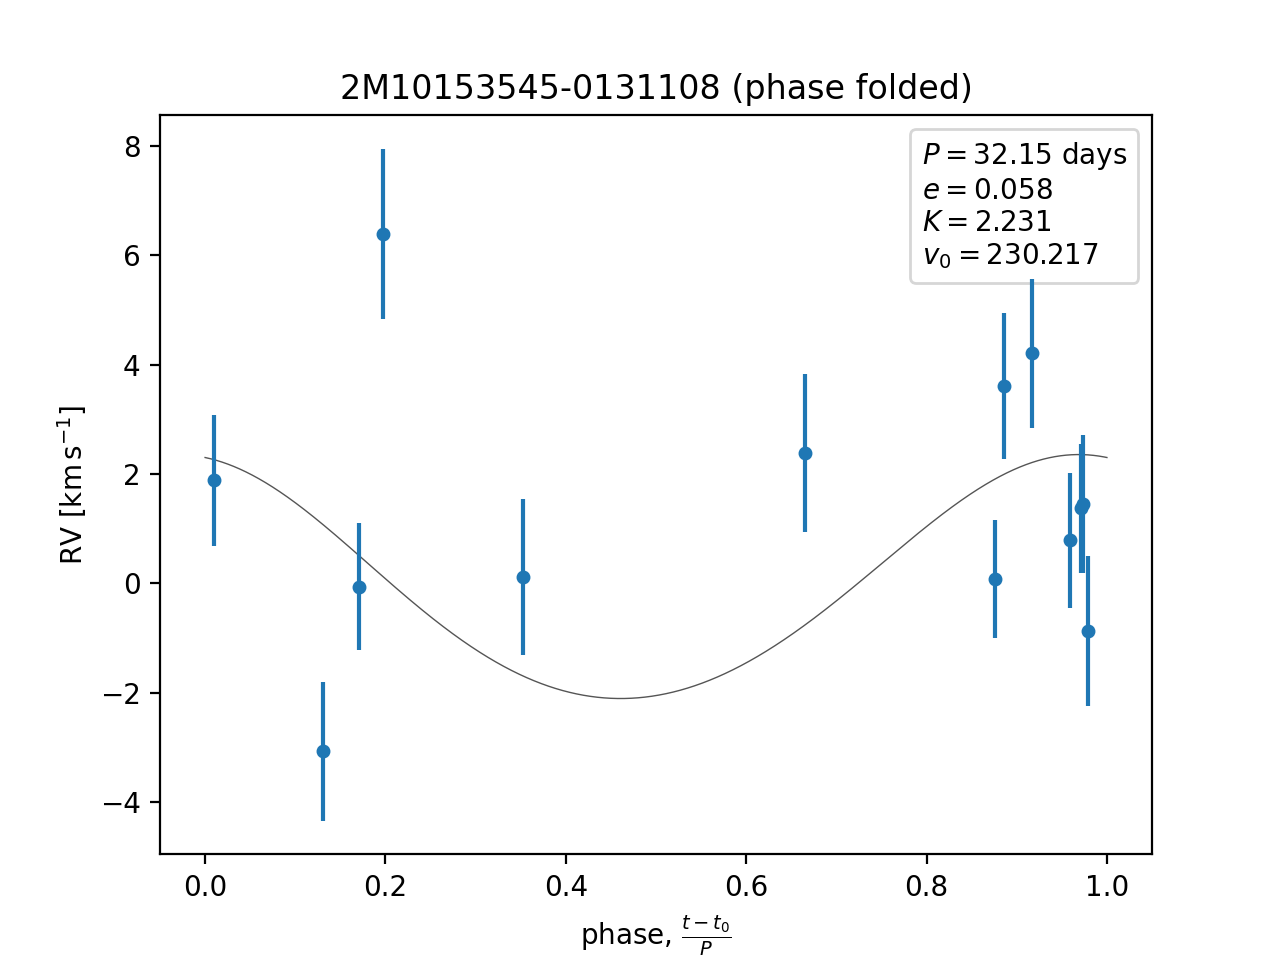 2M10153545-0131108 (phase folded)
P = 32.15 days
e = 0.058
K = 2.231
v₀ = 230.217
RV [km s⁻¹]
8
6
4
2
0
−2
−4
0.0 0.2 0.4 0.6 0.8 1.0
phase, (t − t₀)/P